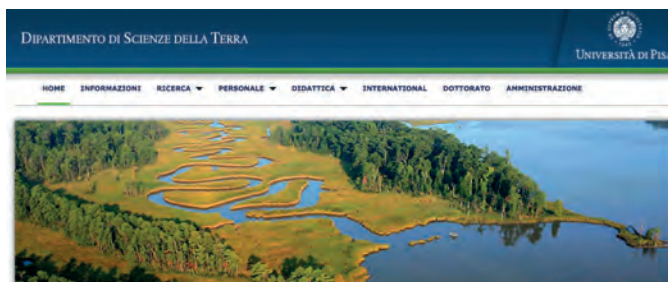 DIPARTIMENTO DI SCIENZE DELLA TERRA
UNIVERSITÀ DI PISA
HOME INFORMAZIONI RICERCA PERSONALE DIDATTICA INTERNATIONAL DOTTORATO AMMINISTRAZIONE